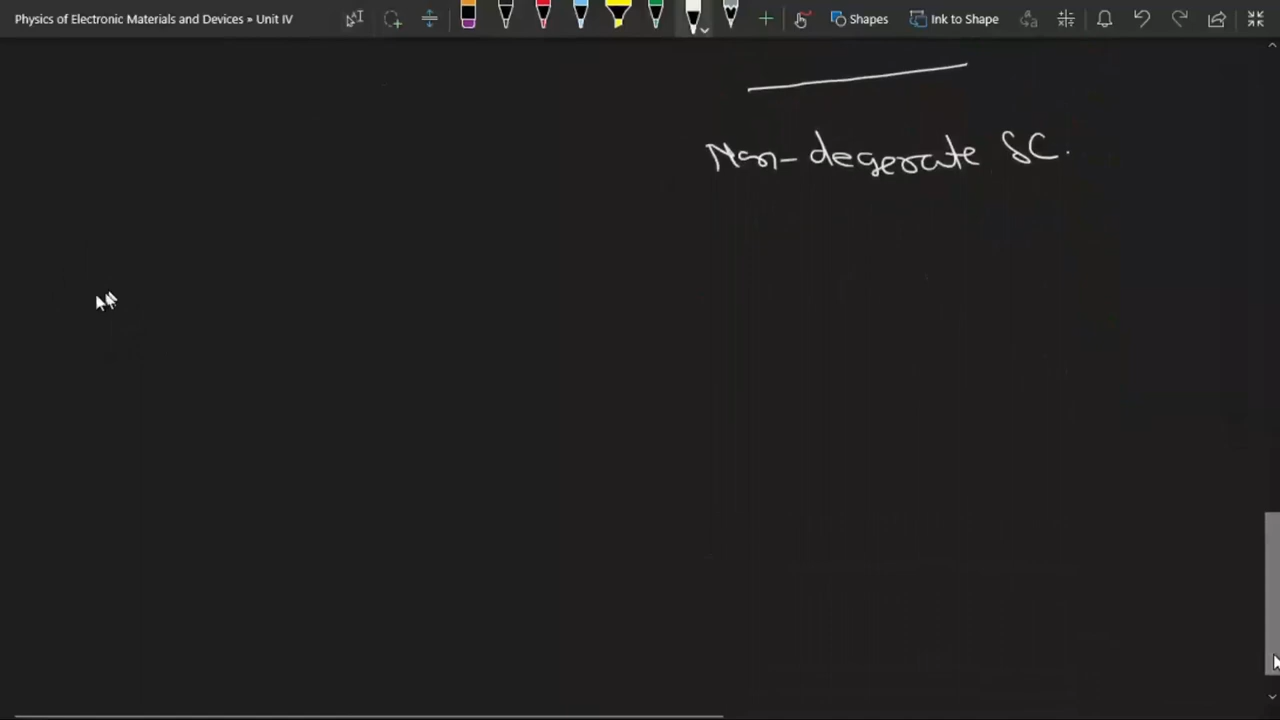 Physics of Electronic Materials and Devices » Unit IV
Shapes
Ink to Shape
Non-degerate SC.